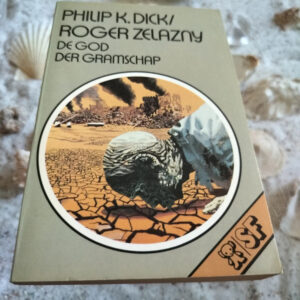 PHILIP K. DICK/
ROGER ZELAZNY
DE GOD
DER GRAMSCHAP
SF